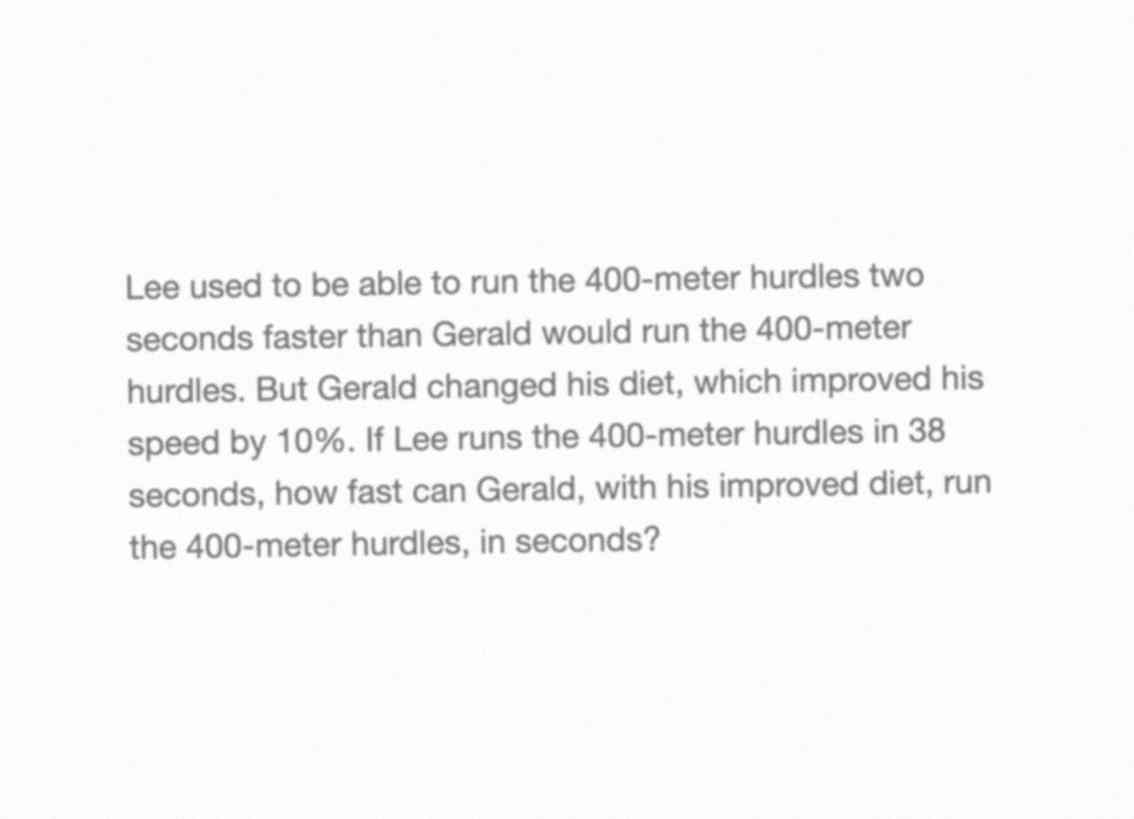 Lee used to be able to run the 400-meter hurdles two
seconds faster than Gerald would run the 400-meter
hurdles. But Gerald changed his diet, which improved his
speed by 10%. If Lee runs the 400-meter hurdles in 38
seconds, how fast can Gerald, with his improved diet, run
the 400-meter hurdles, in seconds?